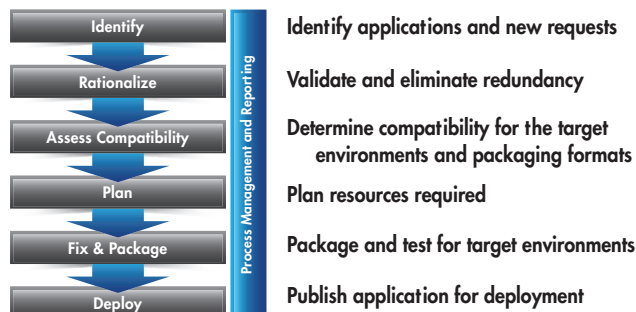 Identify
Identify applications and new requests
Rationalize
Validate and eliminate redundancy
Assess Compatibility
Determine compatibility for the target
environments and packaging formats
Plan
Plan resources required
Fix & Package
Package and test for target environments
Deploy
Publish application for deployment
Process Management and Reporting